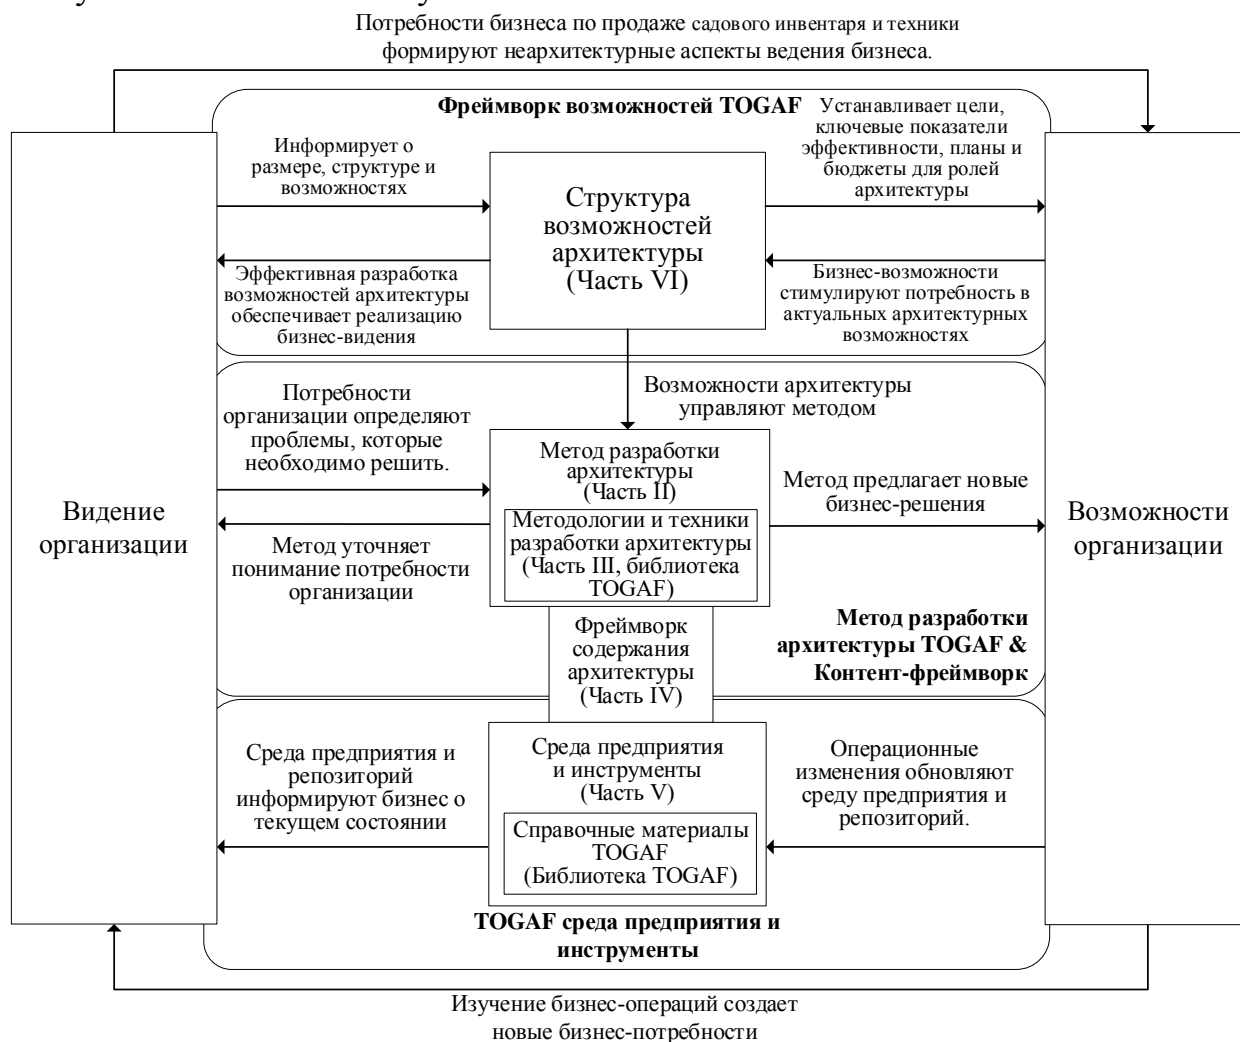 Потребности бизнеса по продаже садового инвентаря и техники
формируют неархитектурные аспекты ведения бизнеса.
Фреймворк возможностей TOGAF
Информирует о
размере, структуре и
возможностях
Устанавливает цели,
ключевые показатели
эффективности, планы и
бюджеты для ролей
архитектуры
Структура
возможностей
архитектуры
(Часть VI)
Эффективная разработка
возможностей архитектуры
обеспечивает реализацию
бизнес-видения
Бизнес-возможности
стимулируют потребность в
актуальных архитектурных
возможностях
Возможности архитектуры
управляют методом
Потребности
организации определяют
проблемы, которые
необходимо решить.
Метод разработки
архитектуры
(Часть II)
Методологии и техники
разработки архитектуры
(Часть III, библиотека
TOGAF)
Метод предлагает новые
бизнес-решения
Видение
организации
Возможности
организации
Метод уточняет
понимание потребности
организации
Метод разработки
архитектуры TOGAF &
Контент-фреймворк
Фреймворк
содержания
архитектуры
(Часть IV)
Среда предприятия и
репозиторий
информируют бизнес о
текущем состоянии
Среда предприятия
и инструменты
(Часть V)
Справочные материалы
TOGAF
(Библиотека TOGAF)
Операционные
изменения обновляют
среду предприятия и
репозиторий.
TOGAF среда предприятия и
инструменты
Изучение бизнес-операций создает
новые бизнес-потребности